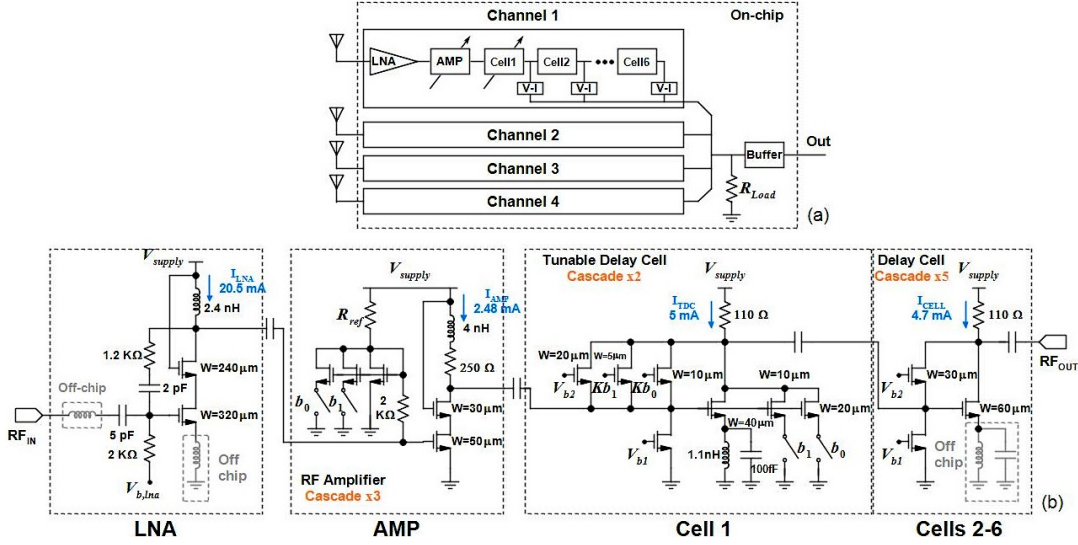 Channel 1
On-chip
LNA
AMP
Cell1
Cell2
Cell6
V-I
V-I
V-I
Channel 2
Channel 3
Channel 4
Buffer
Out
R_Load
(a)
V_supply
I_LNA
20.5 mA
2.4 nH
1.2 KΩ
2 pF
W=240μm
W=320μm
Off-chip
RF_IN
5 pF
2 KΩ
V_b,lna
Off
chip
V_supply
R_ref
I_AMP
2.48 mA
4 nH
250 Ω
b_0
b_1
2
KΩ
W=30μm
W=50μm
RF Amplifier
Cascade x3
Tunable Delay Cell
Cascade x2
V_supply
I_TDC
5 mA
110 Ω
W=20μm
W=5μm
V_b2
Kb_1
Kb_0
W=10μm
W=10μm
W=20μm
W=40μm
V_b1
1.1nH
100fF
b_1
b_0
Delay Cell
Cascade x5
V_supply
I_CELL
4.7 mA
110 Ω
RF_OUT
V_b2
W=30μm
W=60μm
V_b1
Off
chip
(b)
LNA
AMP
Cell 1
Cells 2-6